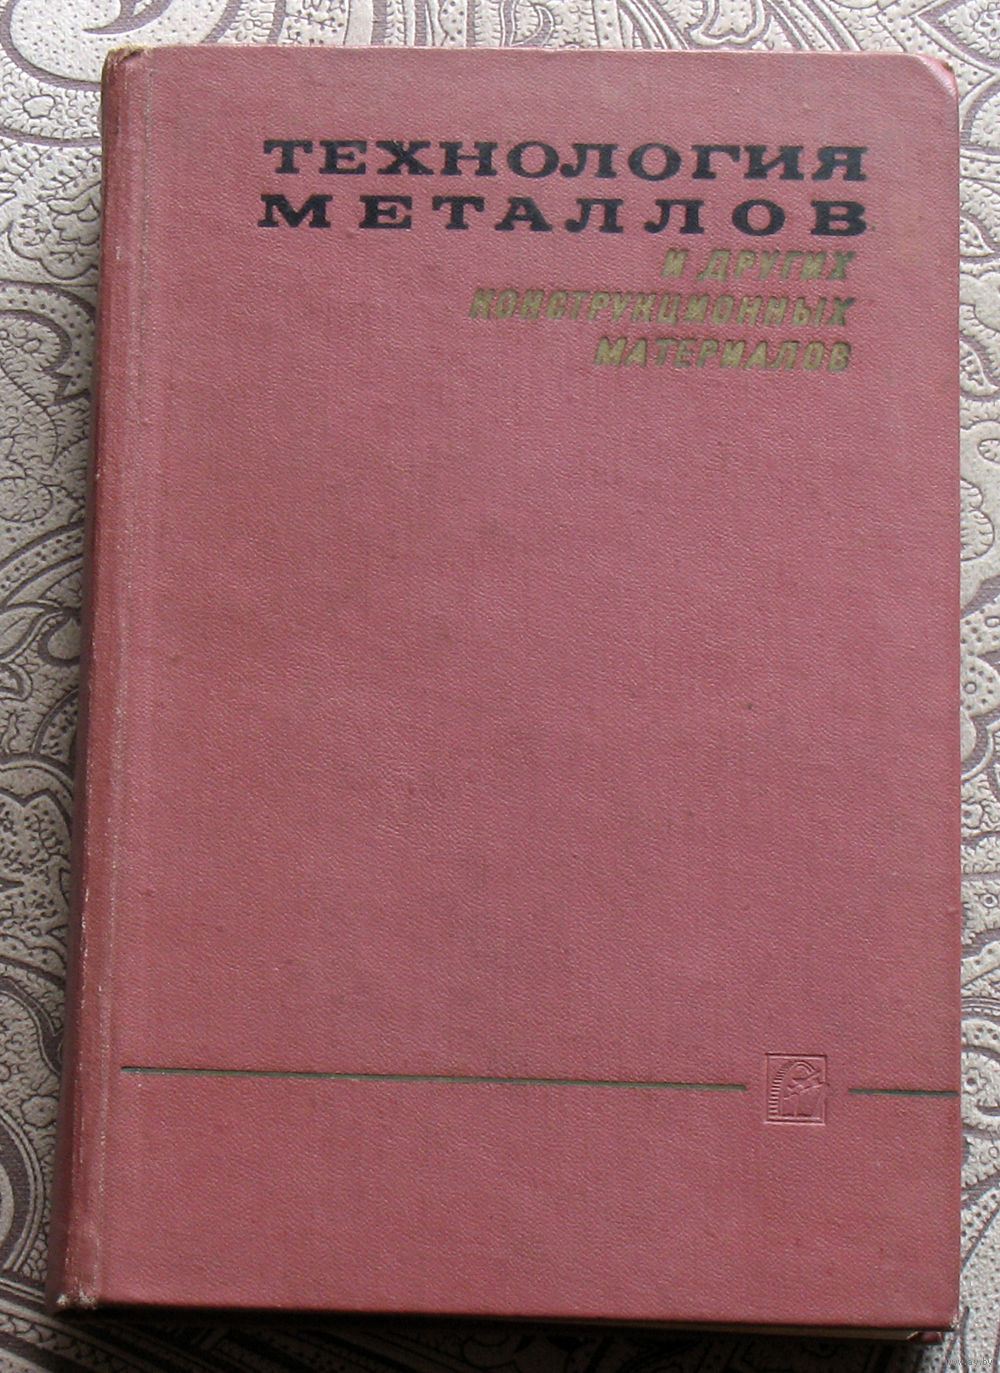 ТЕХНОЛОГИЯ
МЕТАЛЛОВ
И ДРУГИХ
КОНСТРУКЦИОННЫХ
МАТЕРИАЛОВ